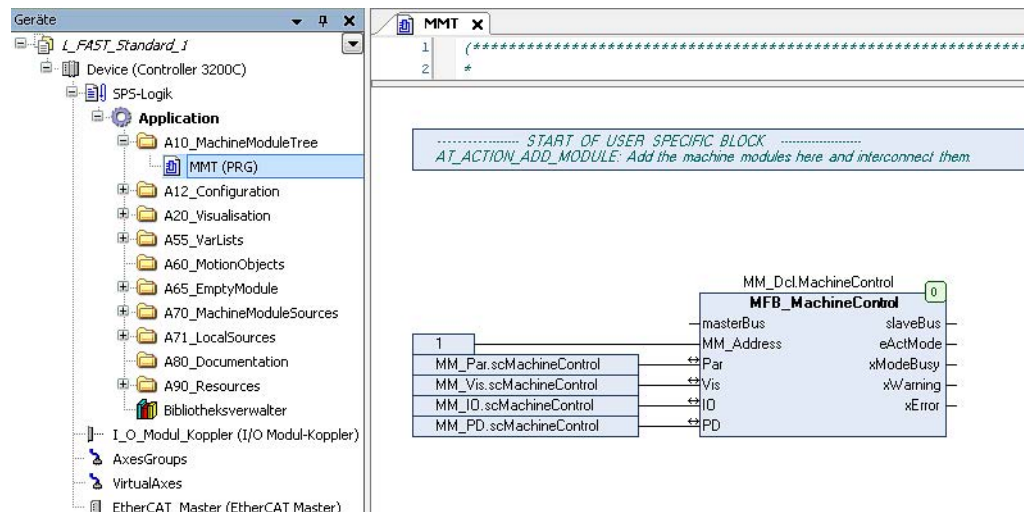 Geräte
L_FAST_Standard_1
Device (Controller 3200C)
SPS-Logik
Application
A10_MachineModuleTree
MMT (PRG)
A12_Configuration
A20_Visualisation
A55_VarLists
A60_MotionObjects
A65_EmptyModule
A70_MachineModuleSources
A71_LocalSources
A80_Documentation
A90_Resources
Bibliotheksverwalter
I_O_Modul_Koppler (I/O Modul-Koppler)
AxesGroups
VirtualAxes
EtherCAT_Master (EtherCAT Master)
MMT
1 (******************************************************************
2 *
------------------ START OF USER SPECIFIC BLOCK ------------------
AT_ACTION_ADD_MODULE: Add the machine modules here and interconnect them.
MM_Dcl.MachineControl
0
MFB_MachineControl
masterBus slaveBus
1 MM_Address eActMode
MM_Par.scMachineControl Par xModeBusy
MM_Vis.scMachineControl Vis xWarning
MM_IO.scMachineControl IO xError
MM_PD.scMachineControl PD